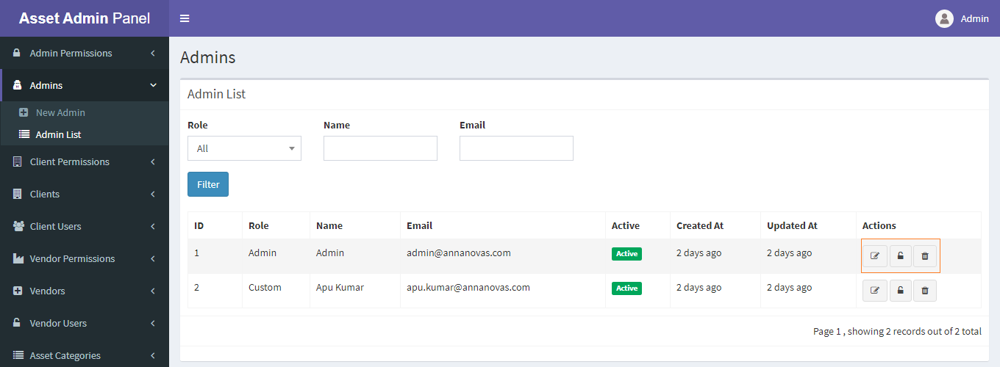 Asset Admin Panel
Admin
Admin Permissions
Admins
New Admin
Admin List
Client Permissions
Clients
Client Users
Vendor Permissions
Vendors
Vendor Users
Asset Categories
Admins
Admin List
Role Name Email
All
Filter
ID Role Name Email Active Created At Updated At Actions
1 Admin Admin admin@annanovas.com Active 2 days ago 2 days ago
2 Custom Apu Kumar apu.kumar@annanovas.com Active 2 days ago 2 days ago
Page 1 , showing 2 records out of 2 total